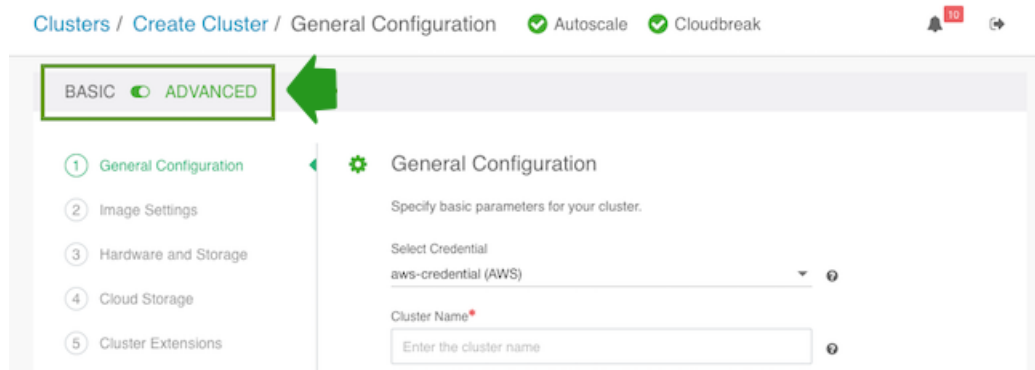 Clusters / Create Cluster / General Configuration Autoscale Cloudbreak 10
BASIC ADVANCED
1 General Configuration
2 Image Settings
3 Hardware and Storage
4 Cloud Storage
5 Cluster Extensions
General Configuration
Specify basic parameters for your cluster.
Select Credential
aws-credential (AWS)
Cluster Name*
Enter the cluster name